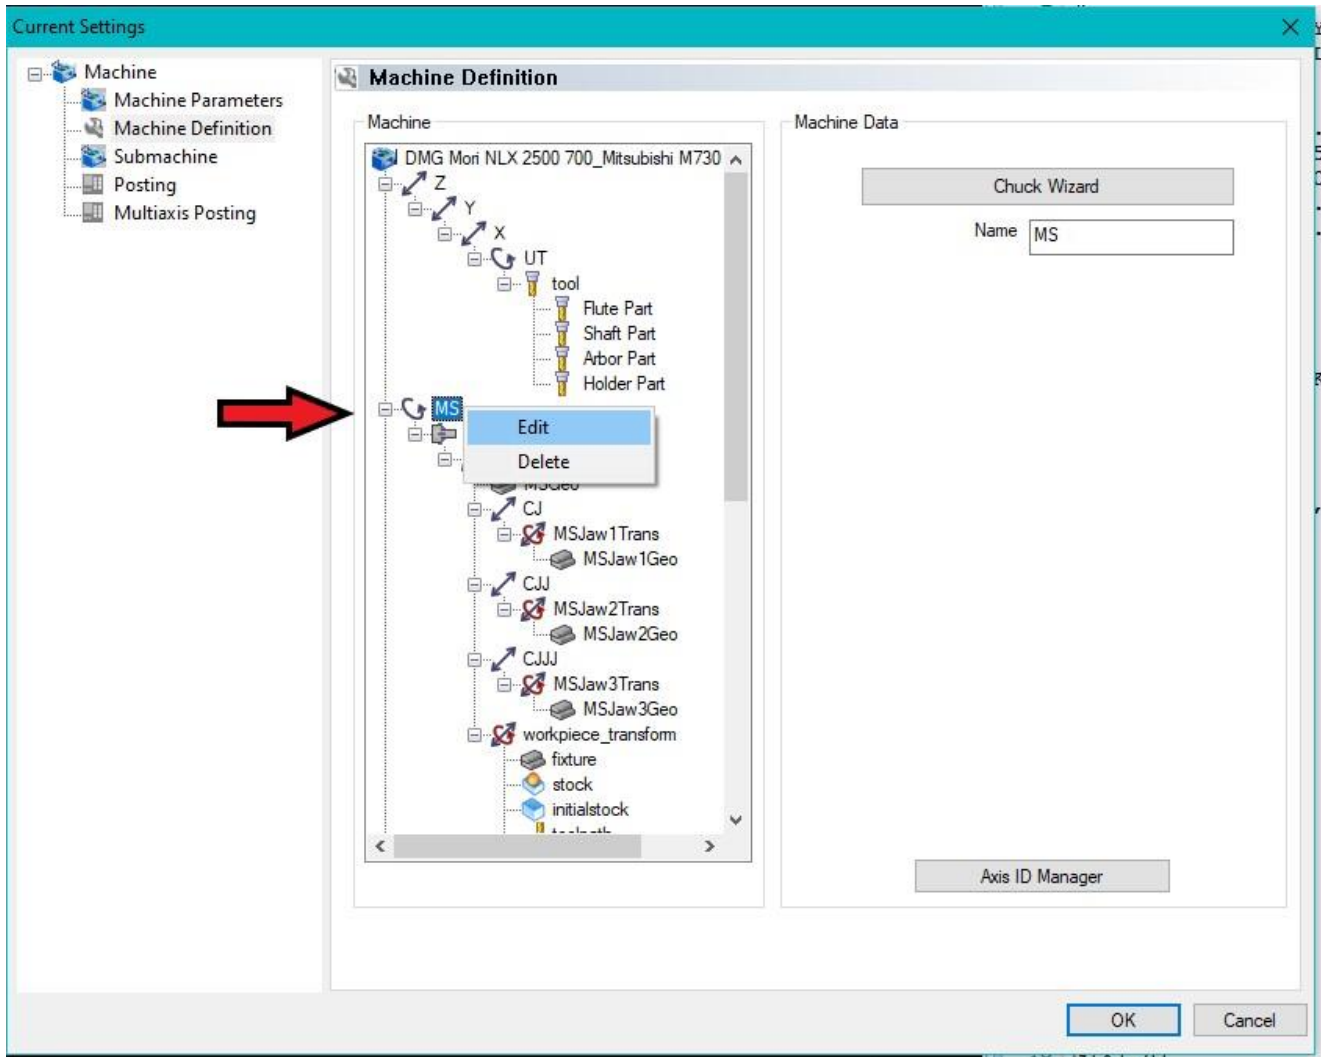 Current Settings
Machine
Machine Parameters
Machine Definition
Submachine
Posting
Multiaxis Posting
Machine Definition
Machine
DMG Mori NLX 2500 700_Mitsubishi M730
Z
Y
X
UT
tool
Flute Part
Shaft Part
Arbor Part
Holder Part
MS
Edit
Delete
MSGeo
CJ
MSJaw1Trans
MSJaw1Geo
CJJ
MSJaw2Trans
MSJaw2Geo
CJJJ
MSJaw3Trans
MSJaw3Geo
workpiece_transform
fixture
stock
initialstock
toolpath
Machine Data
Chuck Wizard
Name MS
Axis ID Manager
OK Cancel